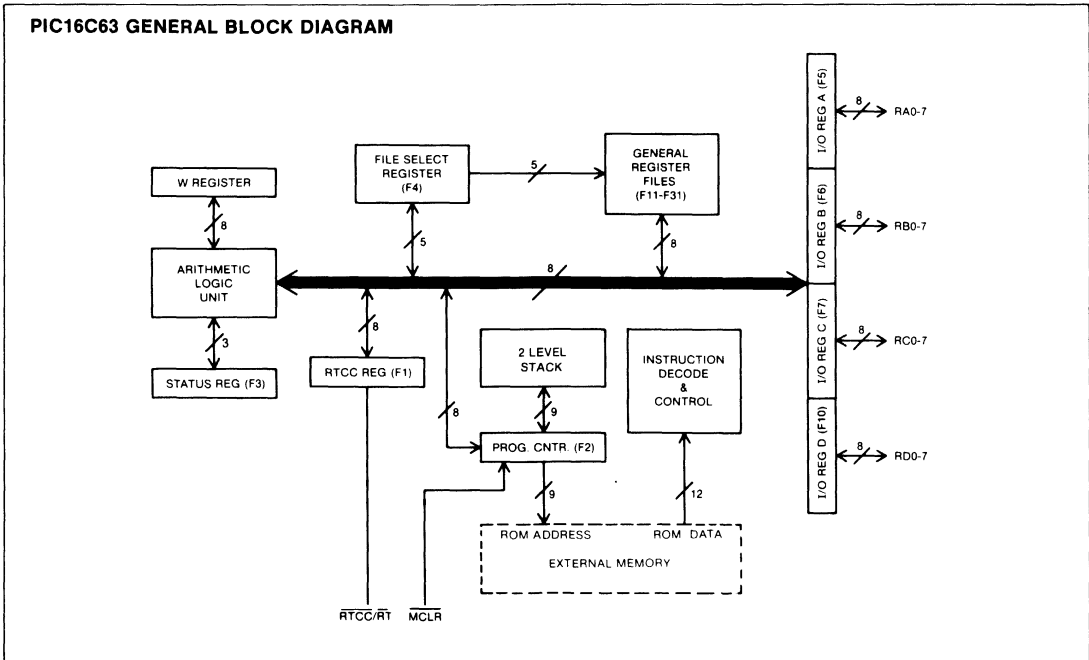 PIC16C63 GENERAL BLOCK DIAGRAM
W REGISTER
8
ARITHMETIC
LOGIC
UNIT
3
STATUS REG (F3)
FILE SELECT
REGISTER
(F4)
5
5
GENERAL
REGISTER
FILES
(F11-F31)
8
8
8
RTCC REG (F1)
8
2 LEVEL
STACK
9
PROG. CNTR. (F2)
9
INSTRUCTION
DECODE
&
CONTROL
12
ROM ADDRESS
ROM DATA
EXTERNAL MEMORY
RTCC/RT
MCLR
I/O REG A (F5)
8
RA0-7
I/O REG B (F6)
8
RB0-7
I/O REG C (F7)
8
RC0-7
I/O REG D (F10)
8
RD0-7